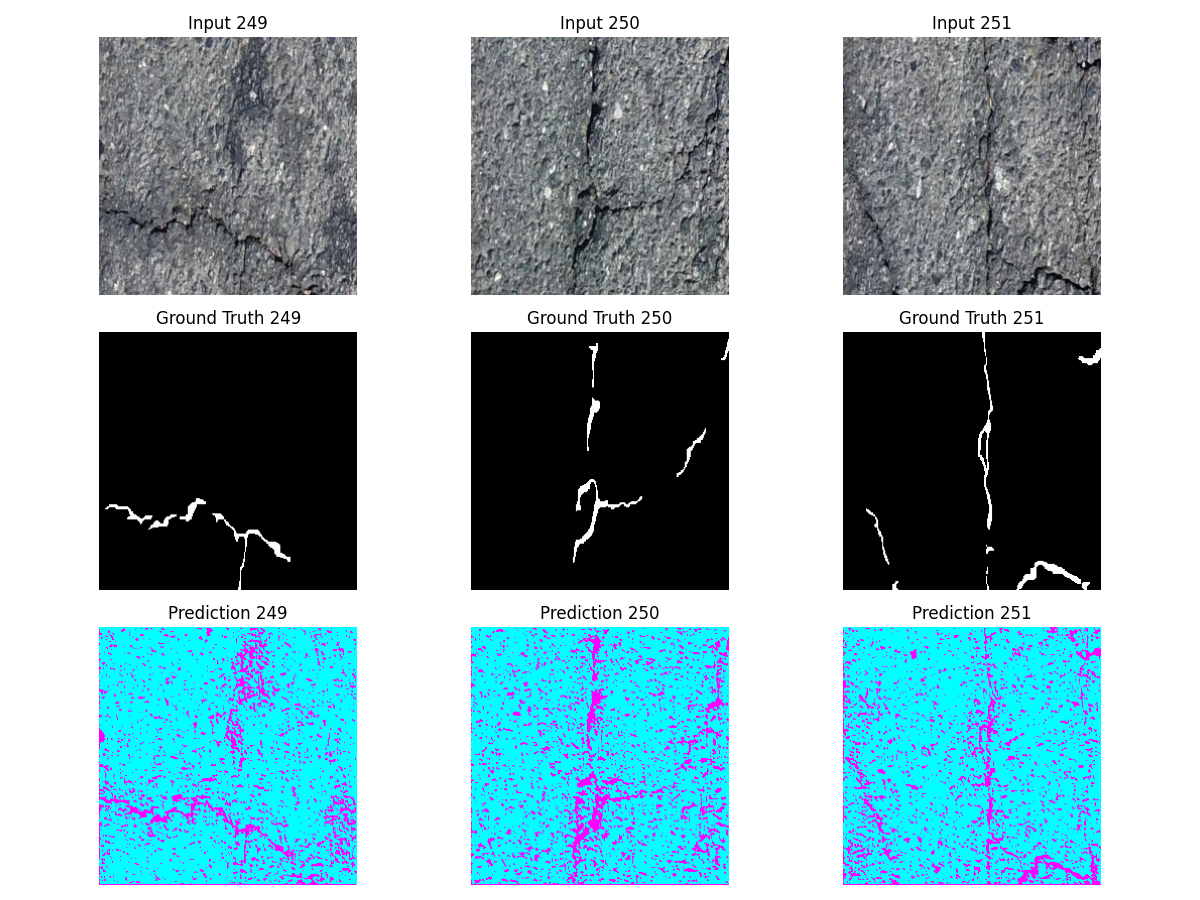 Input 249
Input 250
Input 251
Ground Truth 249
Ground Truth 250
Ground Truth 251
Prediction 249
Prediction 250
Prediction 251